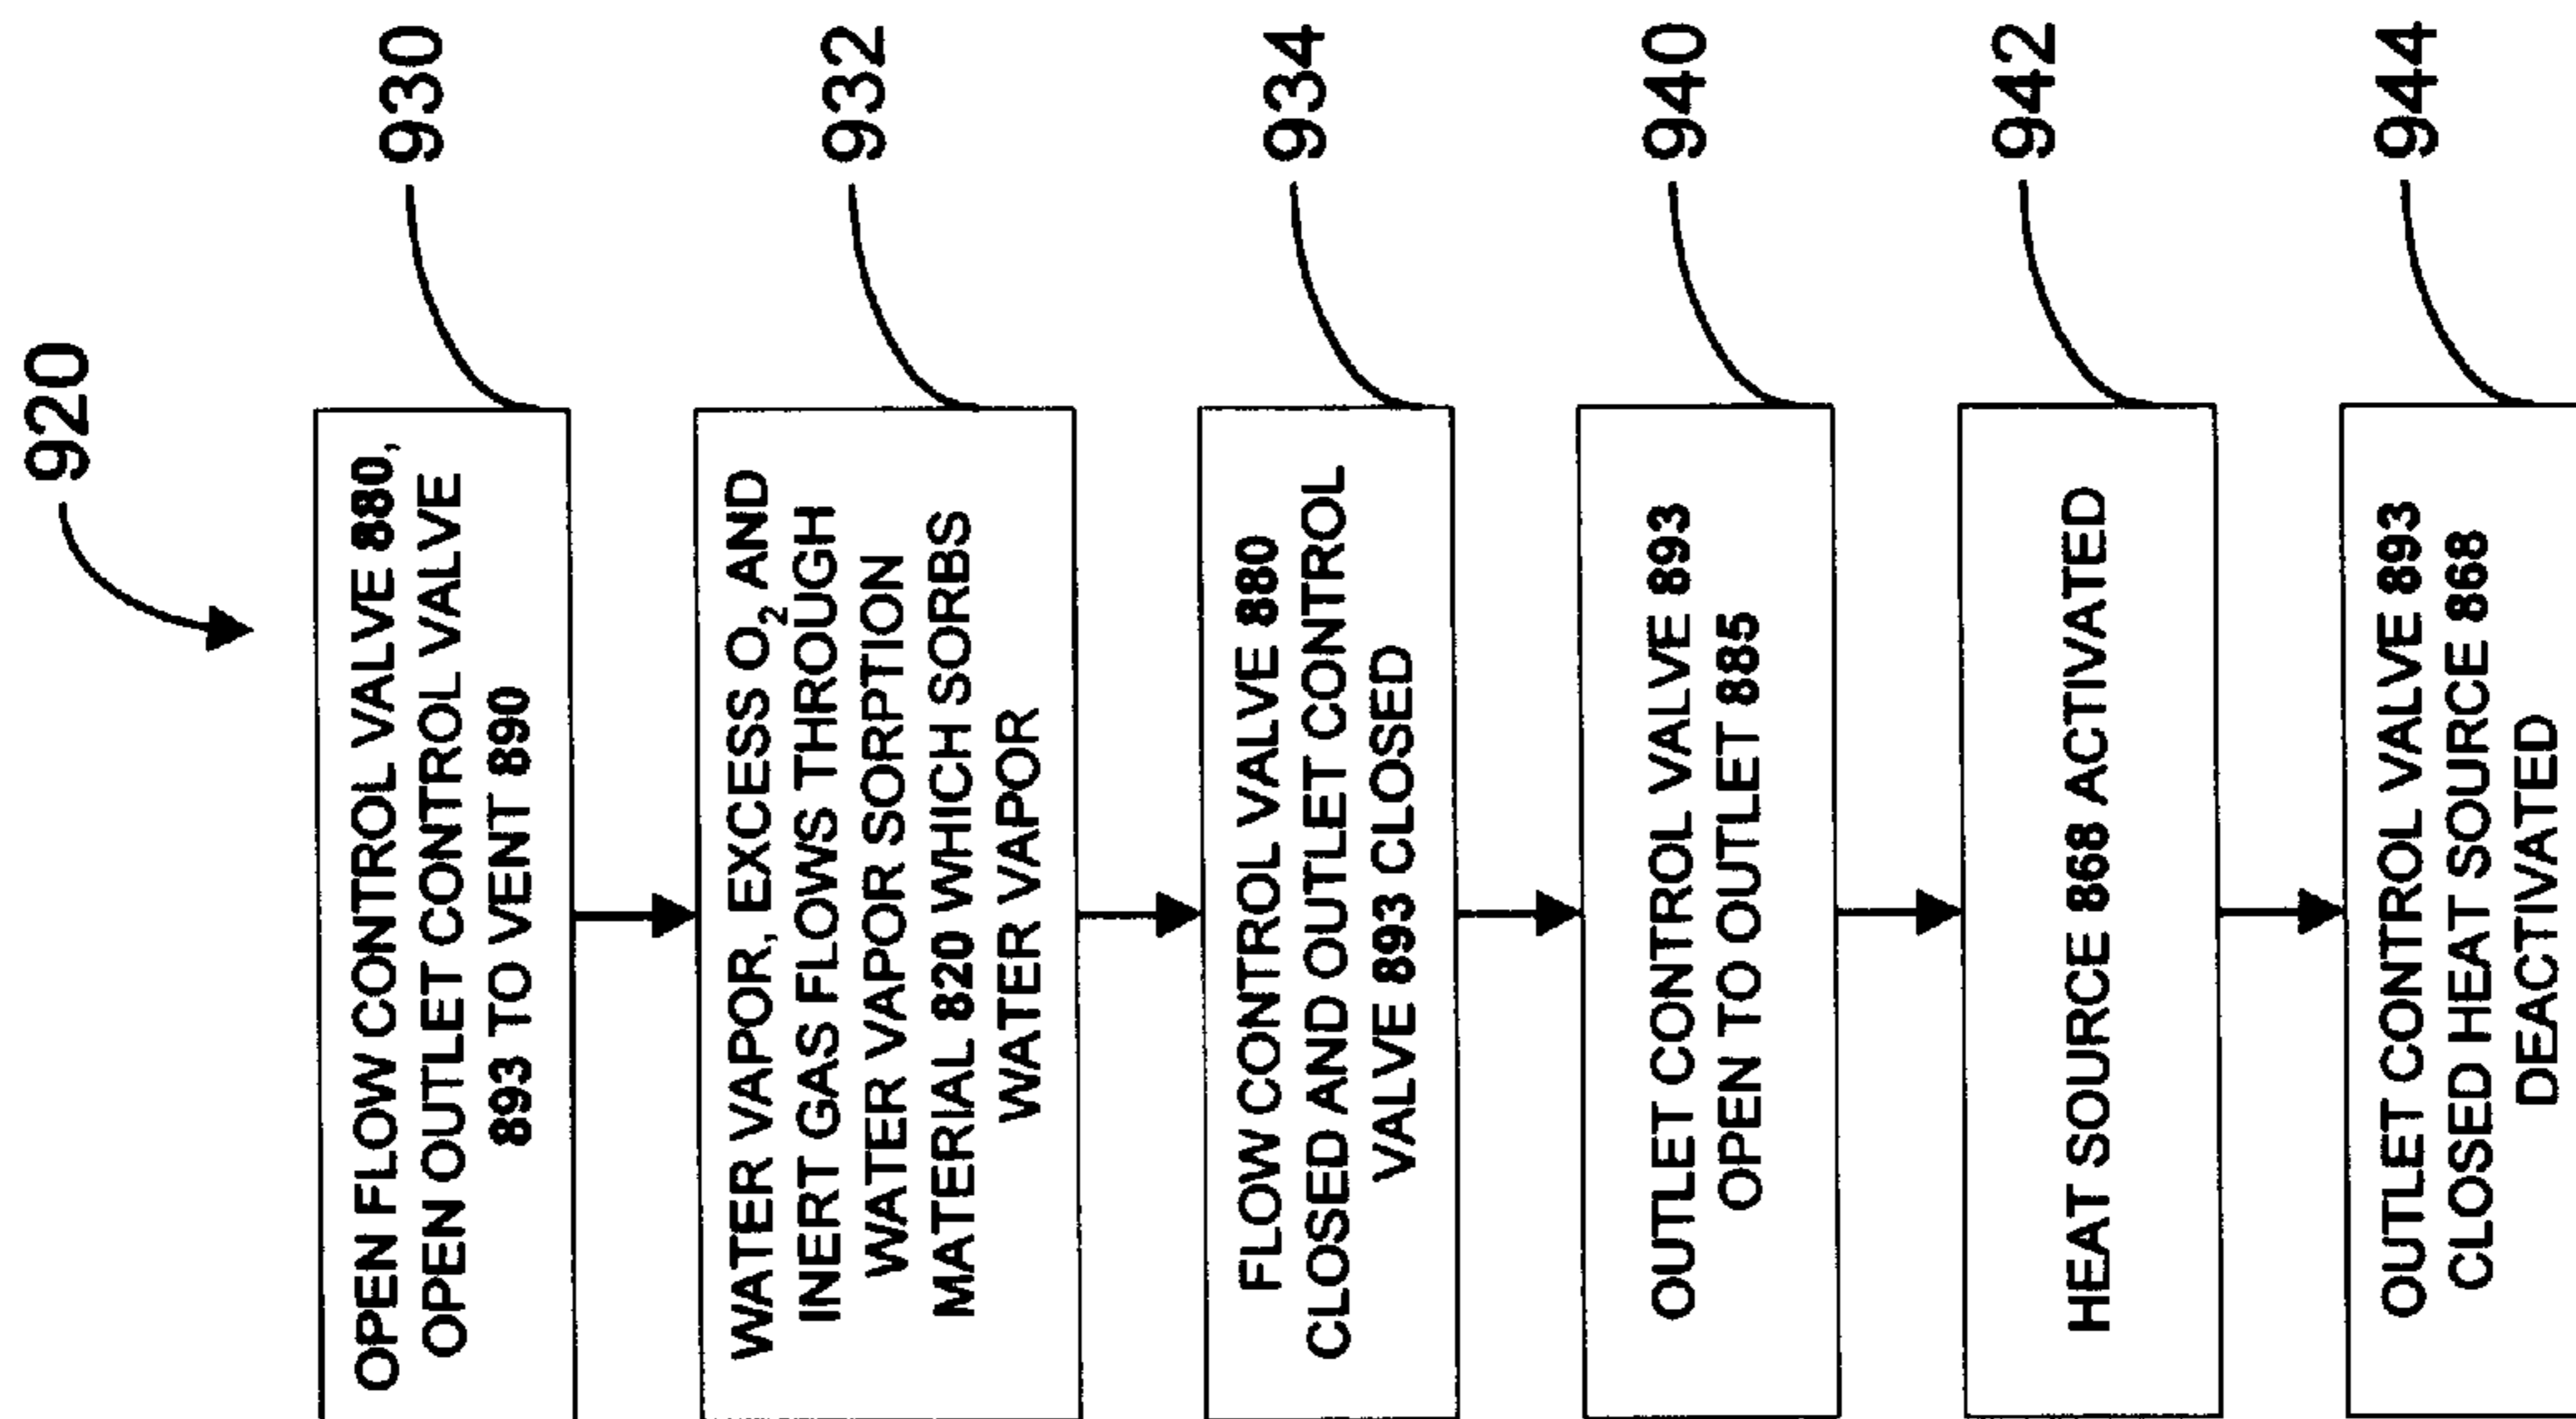 920
OPEN FLOW CONTROL VALVE 880,
OPEN OUTLET CONTROL VALVE
893 TO VENT 890
930
WATER VAPOR, EXCESS O₂ AND
INERT GAS FLOWS THROUGH
WATER VAPOR SORPTION
MATERIAL 820 WHICH SORBS
WATER VAPOR
932
FLOW CONTROL VALVE 880
CLOSED AND OUTLET CONTROL
VALVE 893 CLOSED
934
OUTLET CONTROL VALVE 893
OPEN TO OUTLET 885
940
HEAT SOURCE 868 ACTIVATED
942
OUTLET CONTROL VALVE 893
CLOSED HEAT SOURCE 868
DEACTIVATED
944